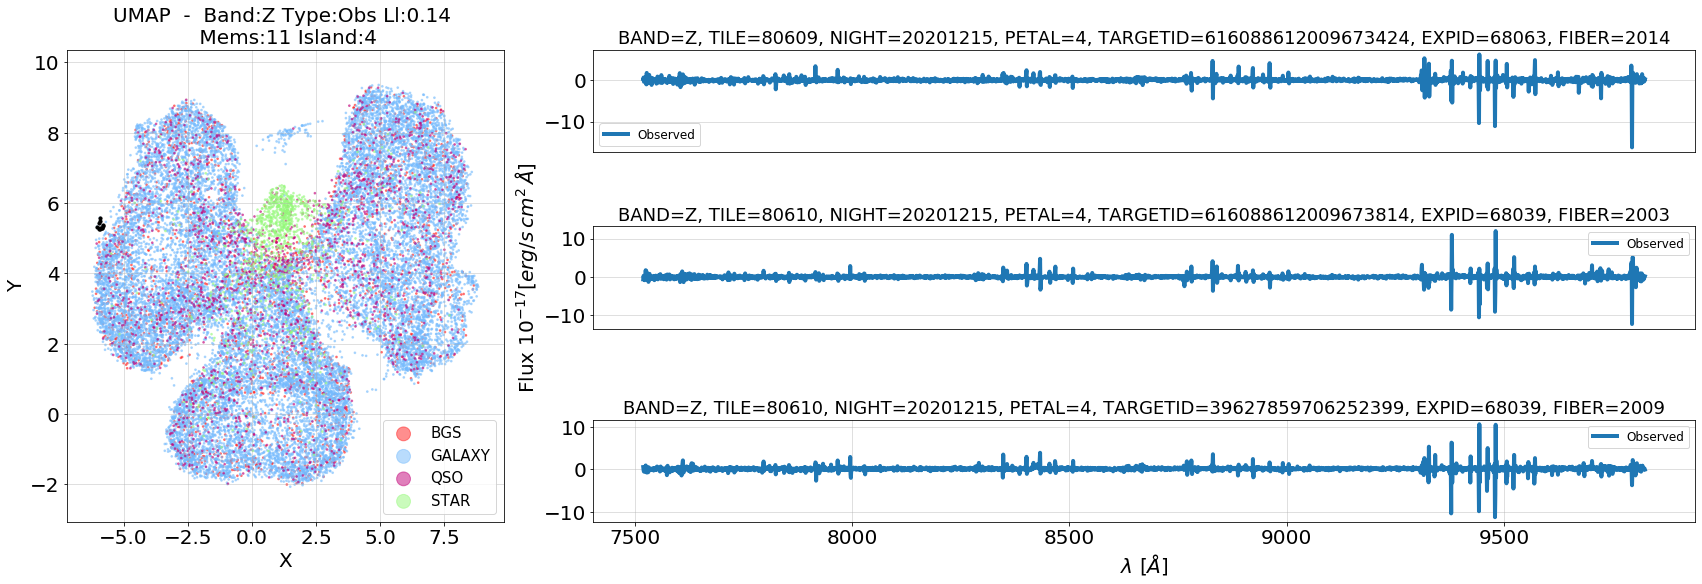 UMAP - Band:Z Type:Obs Ll:0.14
Mems:11 Island:4
10
8
6
4
2
0
−2
Y
−5.0 −2.5 0.0 2.5 5.0 7.5
X
BGS
GALAXY
QSO
STAR
Flux 10⁻¹⁷[erg/s cm² Å]
BAND=Z, TILE=80609, NIGHT=20201215, PETAL=4, TARGETID=616088612009673424, EXPID=68063, FIBER=2014
0
−10
Observed
BAND=Z, TILE=80610, NIGHT=20201215, PETAL=4, TARGETID=616088612009673814, EXPID=68039, FIBER=2003
10
0
−10
Observed
BAND=Z, TILE=80610, NIGHT=20201215, PETAL=4, TARGETID=39627859706252399, EXPID=68039, FIBER=2009
10
0
−10
Observed
7500 8000 8500 9000 9500
λ [Å]